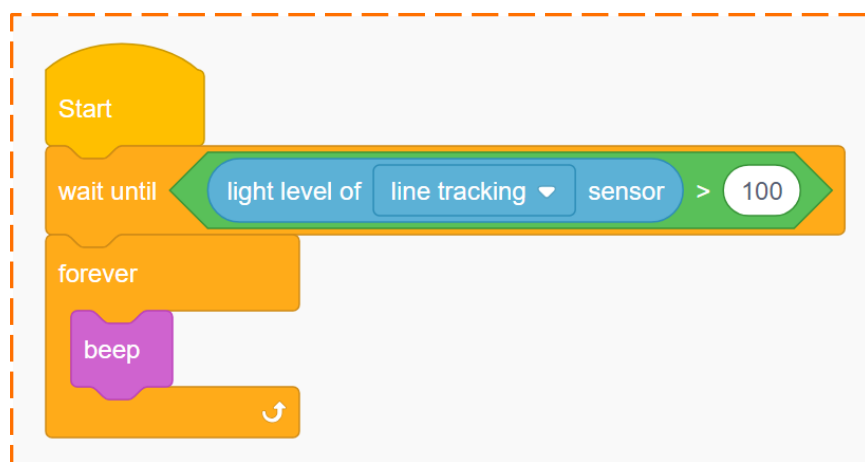 Start
wait until light level of line tracking sensor > 100
forever
beep